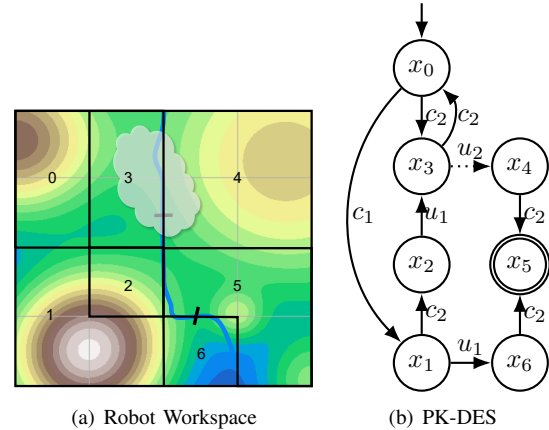 0
3
4
1
2
5
6
(a) Robot Workspace
x₀
c₂
c₂
x₃
u₂
x₄
c₁
u₁
c₂
x₂
x₅
c₂
c₂
x₁
u₁
x₆
(b) PK-DES